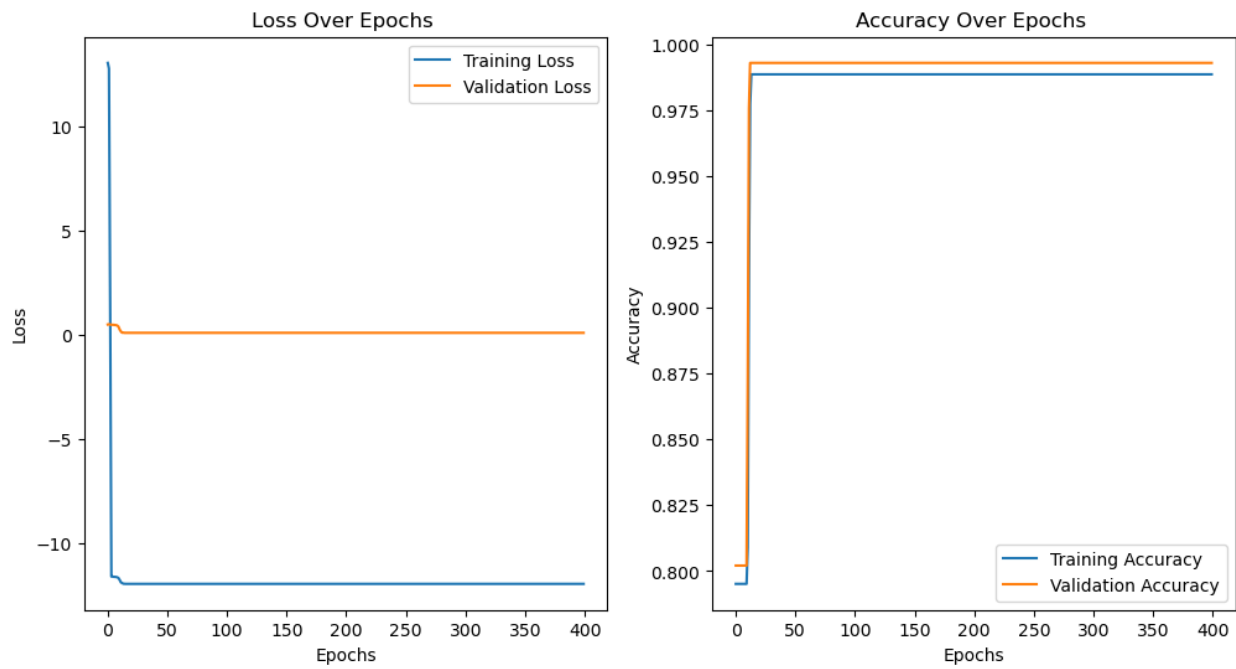 Loss Over Epochs
Training Loss
Validation Loss
10
5
0
−5
−10
Loss
0 50 100 150 200 250 300 350 400
Epochs
Accuracy Over Epochs
1.000
0.975
0.950
0.925
0.900
0.875
0.850
0.825
0.800
Accuracy
Training Accuracy
Validation Accuracy
0 50 100 150 200 250 300 350 400
Epochs